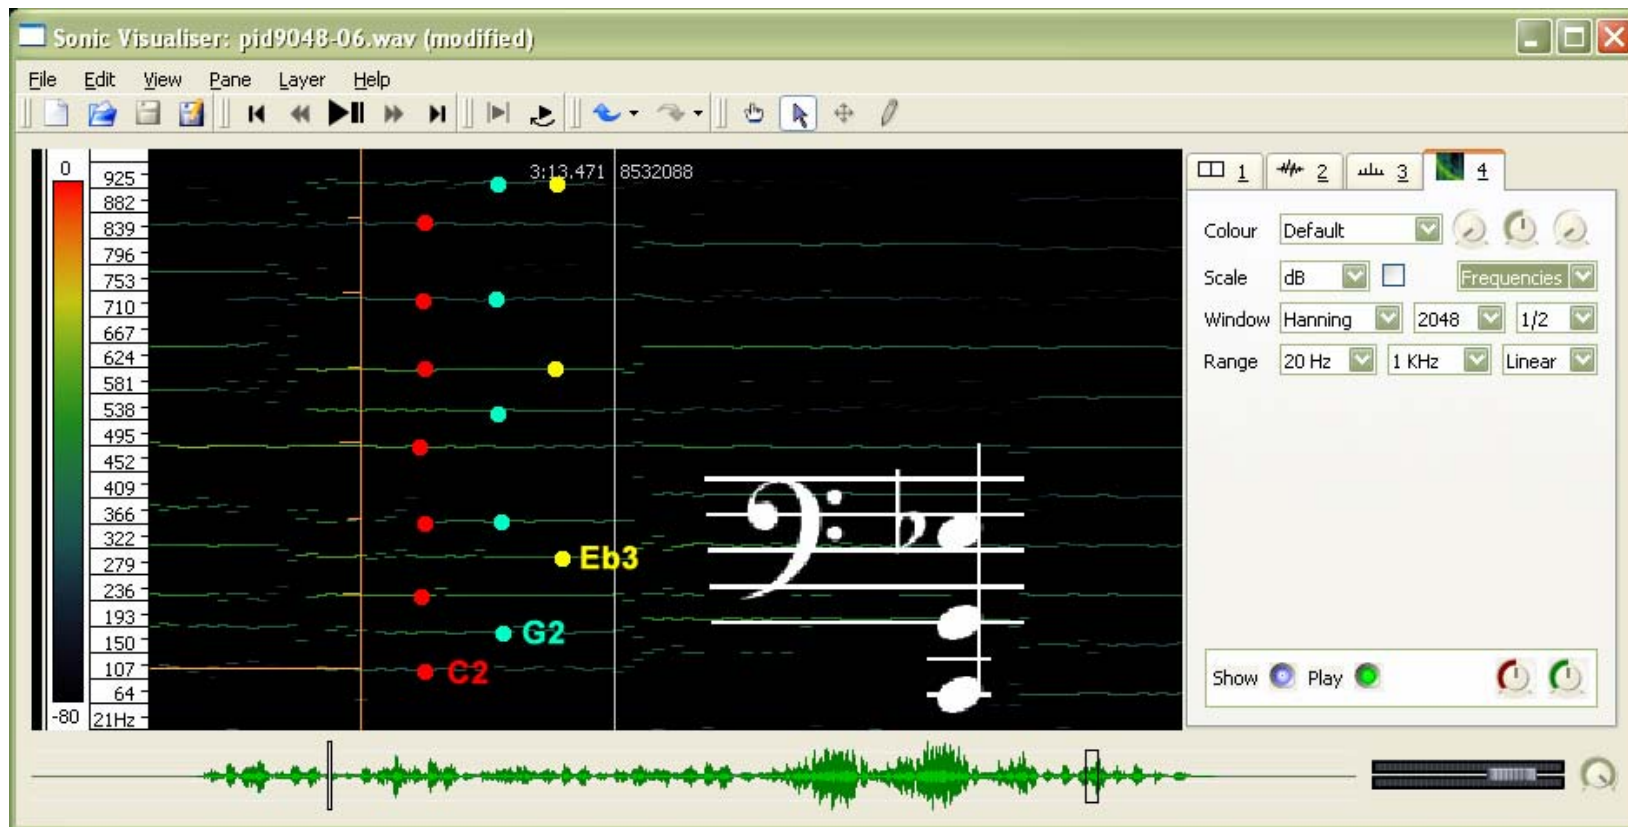 Sonic Visualiser: pid9048-06.wav (modified)
File Edit View Pane Layer Help
0
925
882
839
796
753
710
667
624
581
538
495
452
409
366
322
279
236
193
150
107
64
21Hz
-80
3:13.471 8532088
Eb3
G2
C2
1 2 3 4
Colour Default
Scale dB Frequencies
Window Hanning 2048 1/2
Range 20 Hz 1 KHz Linear
Show Play